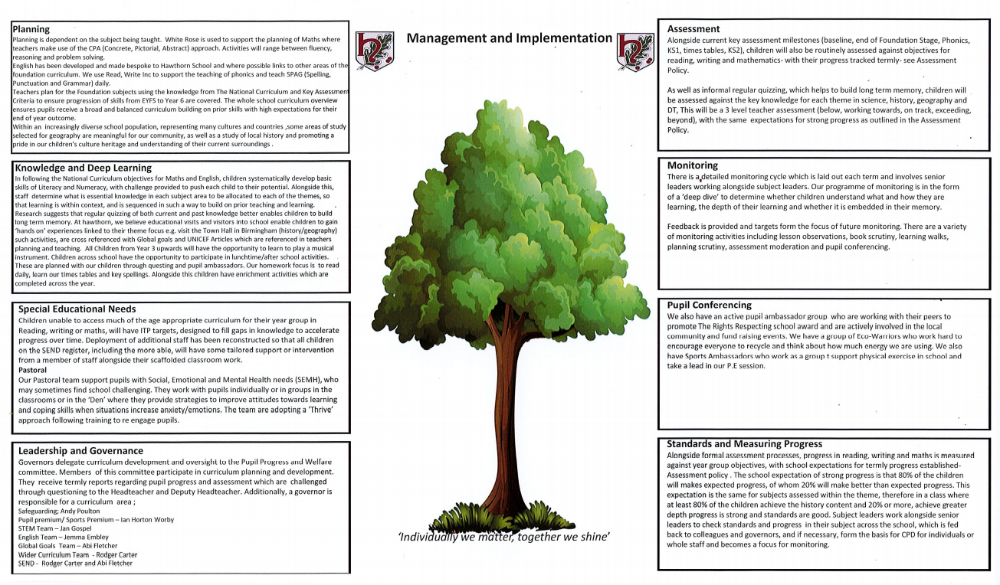 Management and Implementation
Planning
Planning is dependent on the subject being taught. White Rose is used to support the planning of Maths where
teachers make use of the CPA (Concrete, Pictorial, Abstract) approach. Activities will range between fluency,
reasoning and problem solving.
English has been developed and made bespoke to Hawthorn School and where possible links to other areas of the
foundation curriculum. We use Read, Write Inc to support the teaching of phonics and teach SPAG (Spelling,
Punctuation and Grammar) daily.
Teachers plan for the Foundation subjects using the knowledge from The National Curriculum and Key Assessment
Criteria to ensure progression of skills from EYFS to Year 6 are covered. The whole school curriculum overview
ensures pupils receive a broad and balanced curriculum building on prior skills with high expectations for their
end of year outcome.
Within an increasingly diverse school population, representing many cultures and countries ,some areas of study
selected for geography are meaningful for our community, as well as a study of local history and promoting a
pride in our children's culture heritage and understanding of their current surroundings .
Knowledge and Deep Learning
In following the National Curriculum objectives for Maths and English, children systematically develop basic
skills of Literacy and Numeracy, with challenge provided to push each child to their potential. Alongside this,
staff determine what is essential knowledge in each subject area to be allocated to each of the themes, so
that learning is within context, and is sequenced in such a way to build on prior teaching and learning.
Research suggests that regular quizzing of both current and past knowledge better enables children to build
long term memory. At hawthorn, we believe educational visits and visitors into school enable children to gain
'hands on' experiences linked to their theme focus e.g. visit the Town Hall in Birmingham (history/geography)
such activities, are cross referenced with Global goals and UNICEF Articles which are referenced in teachers
planning and teaching. All Children from Year 3 upwards will have the opportunity to learn to play a musical
instrument. Children across school have the opportunity to participate in lunchtime/after school activities.
These are planned with our children through questing and pupil ambassadors. Our homework focus is to read
daily, learn our times tables and key spellings. Alongside this children have enrichment activities which are
completed across the year.
Special Educational Needs
Children unable to access much of the age appropriate curriculum for their year group in
Reading, writing or maths, will have ITP targets, designed to fill gaps in knowledge to accelerate
progress over time. Deployment of additional staff has been reconstructed so that all children
on the SEND register, including the more able, will have some tailored support or intervention
from a member of staff alongside their scaffolded classroom work.
Pastoral
Our Pastoral team support pupils with Social, Emotional and Mental Health needs (SEMH), who
may sometimes find school challenging. They work with pupils individually or in groups in the
classrooms or in the 'Den' where they provide strategies to improve attitudes towards learning
and coping skills when situations increase anxiety/emotions. The team are adopting a 'Thrive'
approach following training to re engage pupils.
Leadership and Governance
Governors delegate curriculum development and oversight to the Pupil Progress and Welfare
committee. Members of this committee participate in curriculum planning and development.
They receive termly reports regarding pupil progress and assessment which are challenged
through questioning to the Headteacher and Deputy Headteacher. Additionally, a governor is
responsible for a curriculum area ;
Safeguarding; Andy Poulton
Pupil premium/ Sports Premium – Ian Horton Worby
STEM Team – Jan Gospel
English Team – Jemma Embley
Global Goals Team – Abi Fletcher
Wider Curriculum Team - Rodger Carter
SEND - Rodger Carter and Abi Fletcher
'Individually we matter, together we shine'
Assessment
Alongside current key assessment milestones (baseline, end of Foundation Stage, Phonics,
KS1, times tables, KS2), children will also be routinely assessed against objectives for
reading, writing and mathematics- with their progress tracked termly- see Assessment
Policy.
As well as informal regular quizzing, which helps to build long term memory, children will
be assessed against the key knowledge for each theme in science, history, geography and
DT, This will be a 3 level teacher assessment (below, working towards, on track, exceeding,
beyond), with the same expectations for strong progress as outlined in the Assessment
Policy.
Monitoring
There is a detailed monitoring cycle which is laid out each term and involves senior
leaders working alongside subject leaders. Our programme of monitoring is in the form
of a 'deep dive' to determine whether children understand what and how they are
learning, the depth of their learning and whether it is embedded in their memory.
Feedback is provided and targets form the focus of future monitoring. There are a variety
of monitoring activities including lesson observations, book scrutiny, learning walks,
planning scrutiny, assessment moderation and pupil conferencing.
Pupil Conferencing
We also have an active pupil ambassador group who are working with their peers to
promote The Rights Respecting school award and are actively involved in the local
community and fund raising events. We have a group of Eco-Warriors who work hard to
encourage everyone to recycle and think about how much energy we are using. We also
have Sports Ambassadors who work as a group t support physical exercise in school and
take a lead in our P.E session.
Standards and Measuring Progress
Alongside formal assessment processes, progress in reading, writing and maths is measured
against year group objectives, with school expectations for termly progress established-
Assessment policy . The school expectation of strong progress is that 80% of the children
will makes expected progress, of whom 20% will make better than expected progress. This
expectation is the same for subjects assessed within the theme, therefore in a class where
at least 80% of the children achieve the history content and 20% or more, achieve greater
depth progress is strong and standards are good. Subject leaders work alongside senior
leaders to check standards and progress in their subject across the school, which is fed
back to colleagues and governors, and if necessary, form the basis for CPD for individuals or
whole staff and becomes a focus for monitoring.